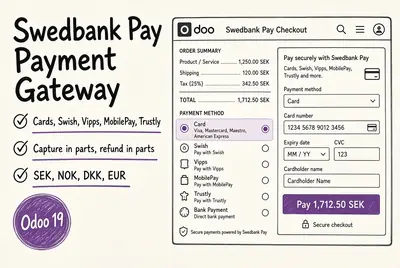 Swedbank Pay
Payment
Gateway
Cards, Swish, Vipps, MobilePay, Trustly
Capture in parts, refund in parts
SEK, NOK, DKK, EUR
Odoo 19
odoo
Swedbank Pay Checkout
ORDER SUMMARY
Product / Service 1,250.00 SEK
Shipping 120.00 SEK
Tax (25%) 342.50 SEK
TOTAL 1,712.50 SEK
PAYMENT METHOD
Card
Visa, Mastercard, Maestro,
American Express
Swish
Pay with Swish
Vipps
Pay with Vipps
MobilePay
Pay with MobilePay
Trustly
Pay with Trustly
Bank Payment
Direct bank payment
Secure payments powered by Swedbank Pay
Pay securely with Swedbank Pay
Cards, Swish, Vipps, MobilePay,
Trustly and more.
Payment method
Card
Card number
1234 5678 9012 3456
Expiry date CVC
MM / YY 123
Cardholder name
Cardholder Name
Pay 1,712.50 SEK
Secure checkout